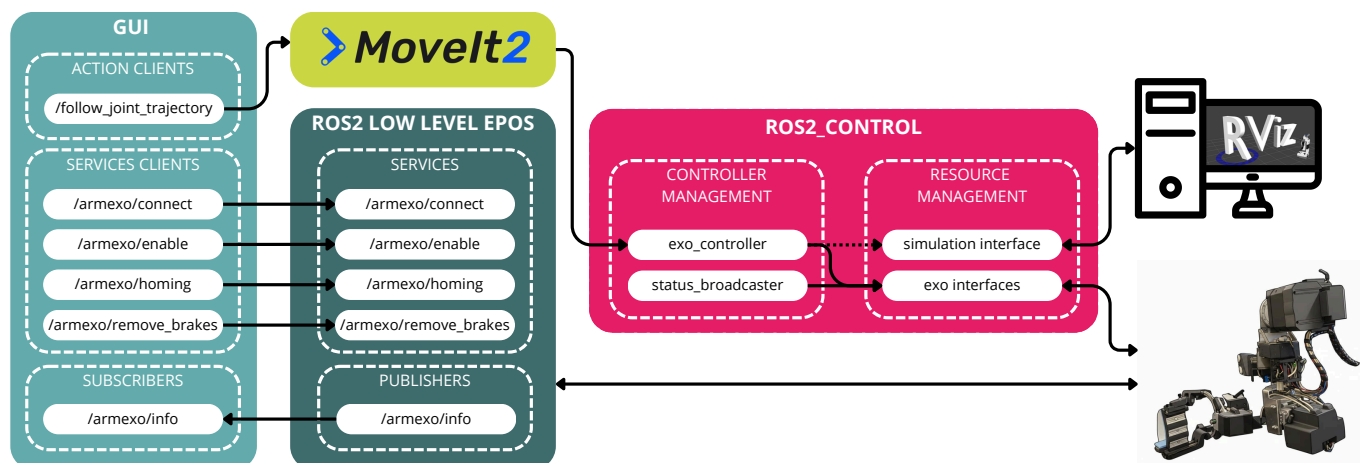 GUI
ACTION CLIENTS
/follow_joint_trajectory
SERVICES CLIENTS
/armexo/connect
/armexo/enable
/armexo/homing
/armexo/remove_brakes
SUBSCRIBERS
/armexo/info
MoveIt2
ROS2 LOW LEVEL EPOS
SERVICES
/armexo/connect
/armexo/enable
/armexo/homing
/armexo/remove_brakes
PUBLISHERS
/armexo/info
ROS2_CONTROL
CONTROLLER
MANAGEMENT
exo_controller
status_broadcaster
RESOURCE
MANAGEMENT
simulation interface
exo interfaces
RViz